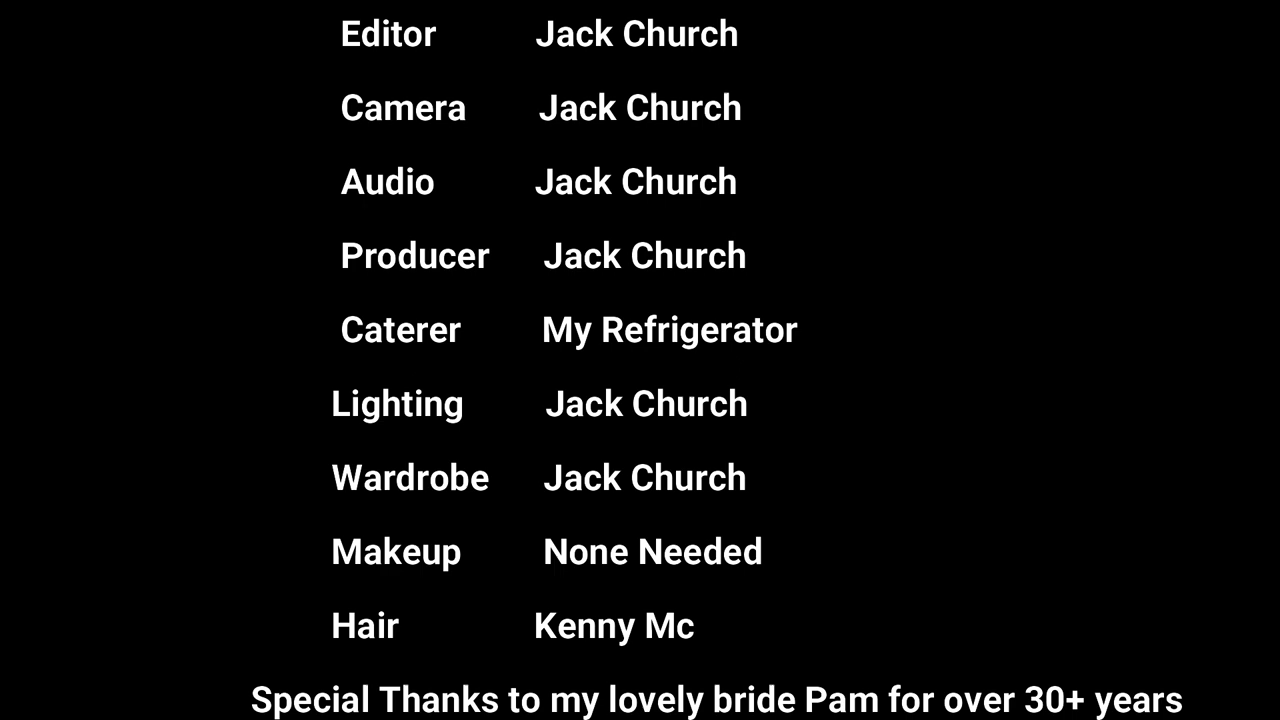 Editor Jack Church
Camera Jack Church
Audio Jack Church
Producer Jack Church
Caterer My Refrigerator
Lighting Jack Church
Wardrobe Jack Church
Makeup None Needed
Hair Kenny Mc
Special Thanks to my lovely bride Pam for over 30+ years